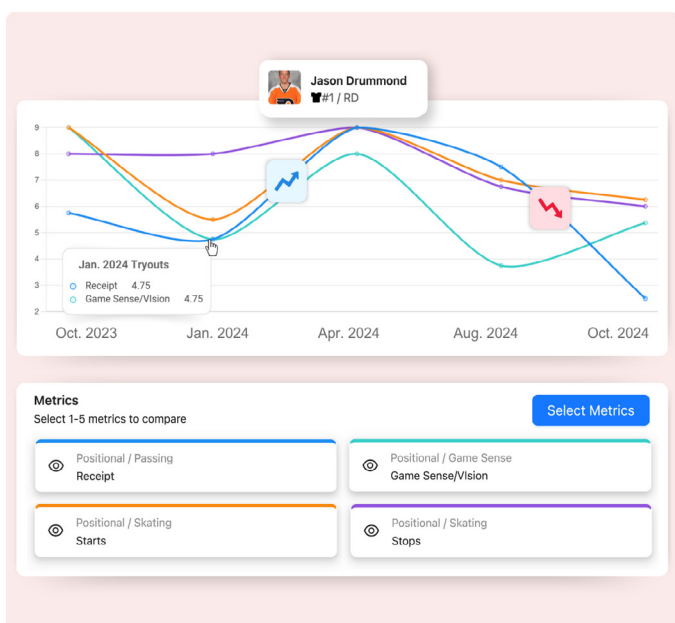 Jason Drummond
#1 / RD
9
8
7
6
5
4
3
2
Jan. 2024 Tryouts
Receipt 4.75
Game Sense/VIsion 4.75
Oct. 2023 Jan. 2024 Apr. 2024 Aug. 2024 Oct. 2024
Metrics
Select 1-5 metrics to compare
Select Metrics
Positional / Passing
Receipt
Positional / Game Sense
Game Sense/VIsion
Positional / Skating
Starts
Positional / Skating
Stops